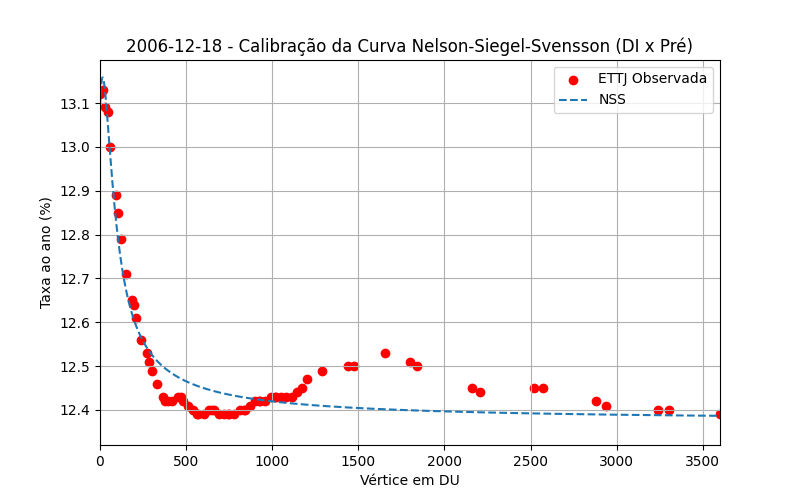 2006-12-18 - Calibração da Curva Nelson-Siegel-Svensson (DI x Pré)
ETTJ Observada
NSS
Taxa ao ano (%)
13.1
13.0
12.9
12.8
12.7
12.6
12.5
12.4
0 500 1000 1500 2000 2500 3000 3500
Vértice em DU